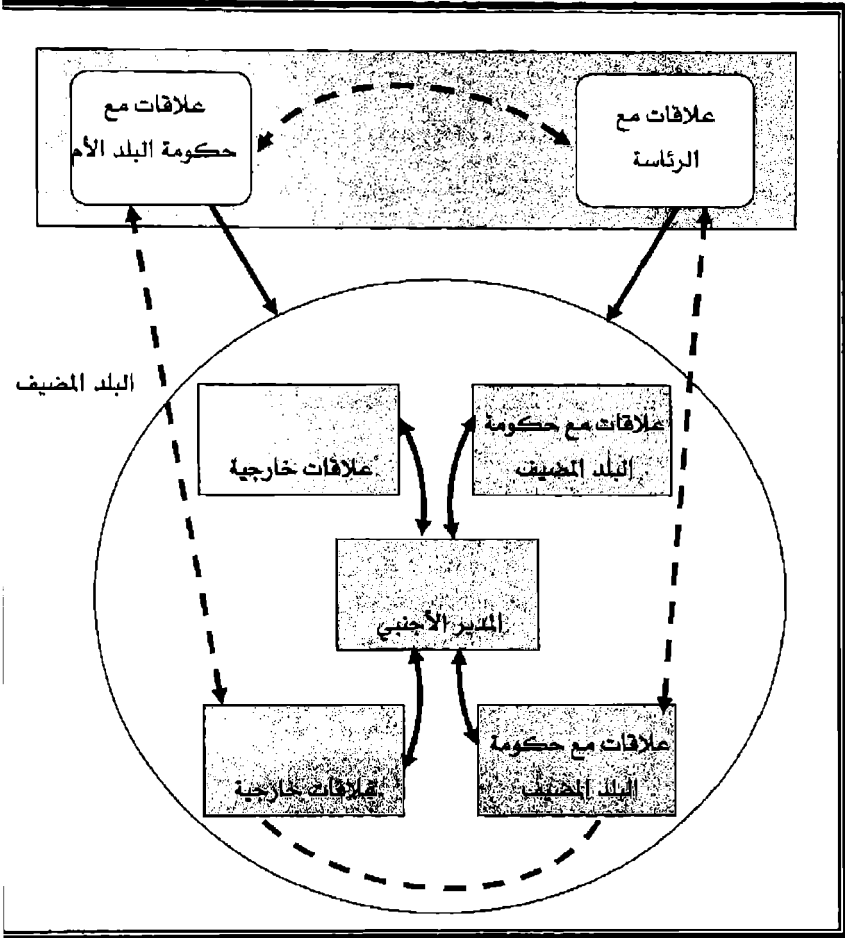 علاقات مع
الرئاسة
علاقات مع
حكومة البلد الأم
البلد المضيف
علاقات مع حكومة
البلد المضيف
علاقات خارجية
المدير الأجنبي
علاقات مع حكومة
البلد المضيف
علاقات خارجية